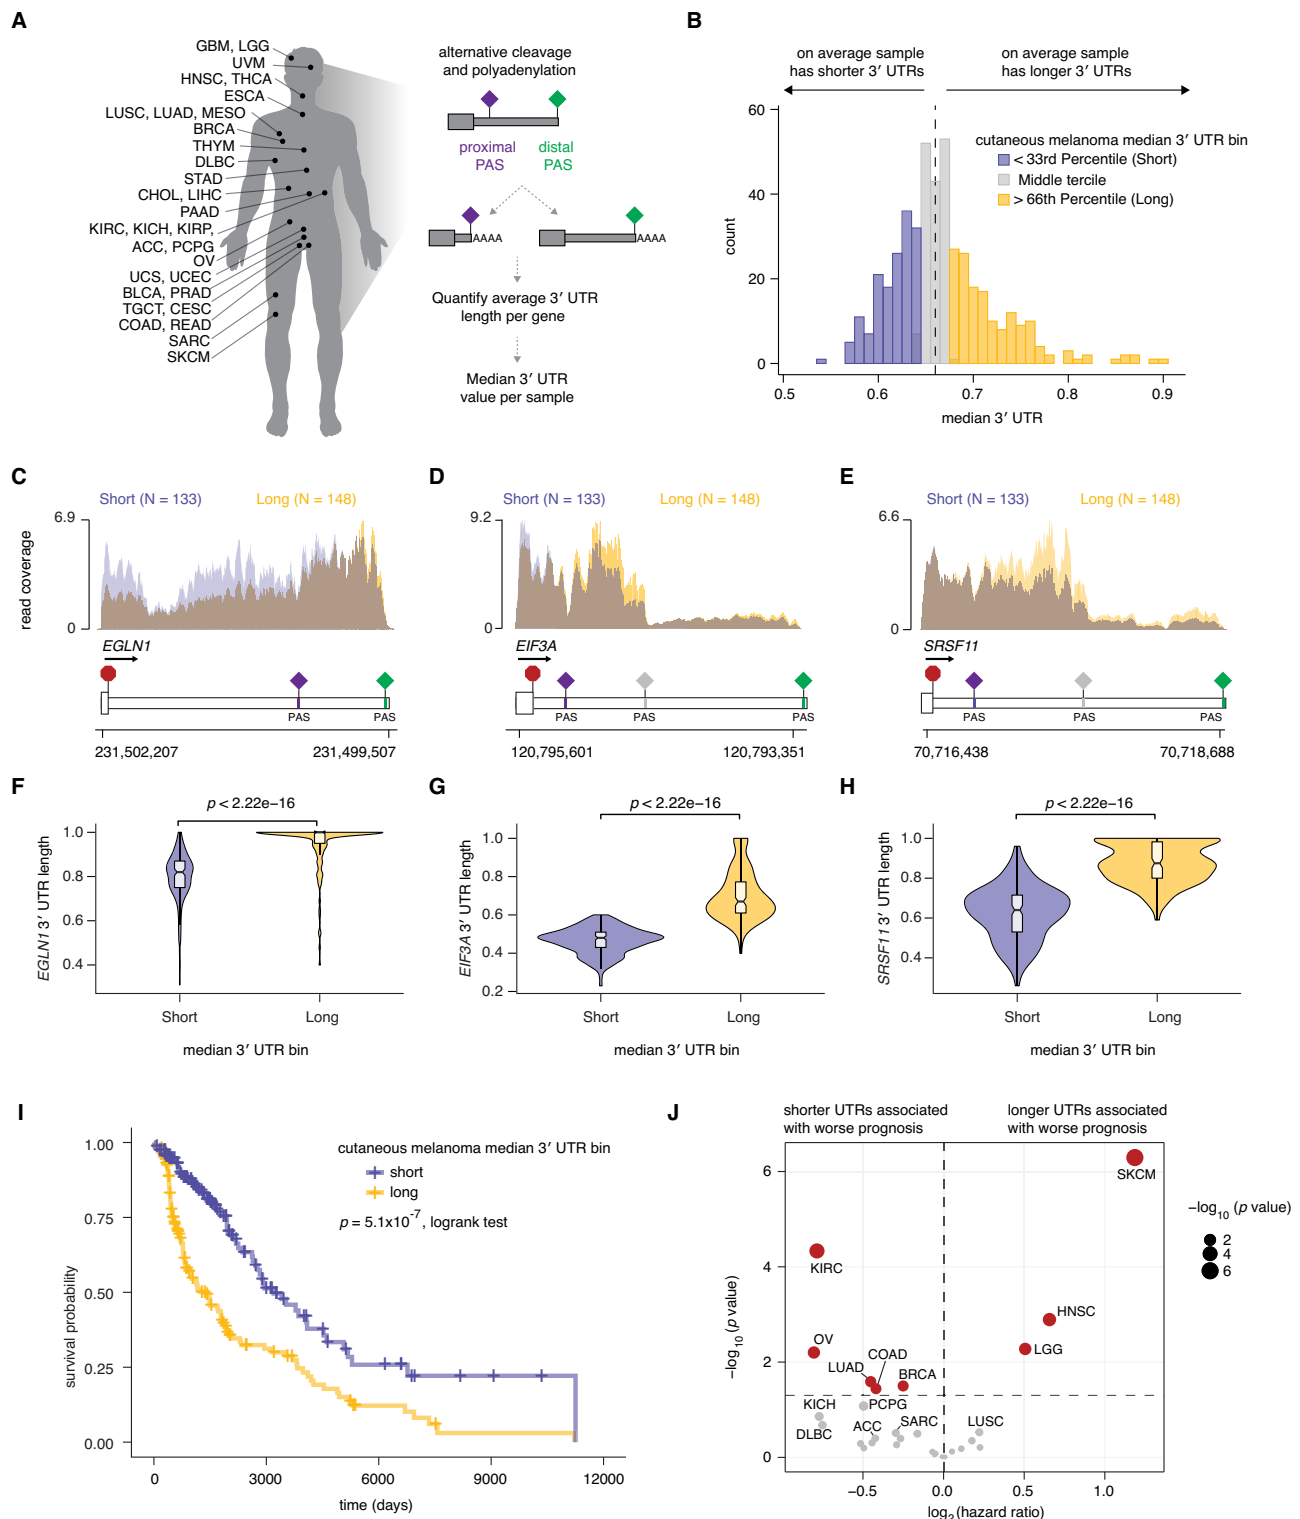 A
GBM, LGG
UVM
HNSC, THCA
ESCA
LUSC, LUAD, MESO
BRCA
THYM
DLBC
STAD
CHOL, LIHC
PAAD
KIRC, KICH, KIRP,
ACC, PCPG
OV
UCS, UCEC
BLCA, PRAD
TGCT, CESC
COAD, READ
SARC
SKCM
alternative cleavage
and polyadenylation
proximal PAS
distal PAS
AAAA
AAAA
Quantify average 3′ UTR
length per gene
Median 3′ UTR
value per sample
B
on average sample
has shorter 3′ UTRs
on average sample
has longer 3′ UTRs
cutaneous melanoma median 3′ UTR bin
< 33rd Percentile (Short)
Middle tercile
> 66th Percentile (Long)
count
60
40
20
0
0.5 0.6 0.7 0.8 0.9
median 3′ UTR
C
Short (N = 133) Long (N = 148)
read coverage
6.9
0
EGLN1
PAS PAS
231,502,207 231,499,507
D
Short (N = 133) Long (N = 148)
9.2
0
EIF3A
PAS PAS PAS
120,795,601 120,793,351
E
Short (N = 133) Long (N = 148)
6.6
0
SRSF11
PAS PAS PAS
70,716,438 70,718,688
F
p < 2.22e−16
EGLN1 3′ UTR length
1.0
0.8
0.6
0.4
Short Long
median 3′ UTR bin
G
p < 2.22e−16
EIF3A 3′ UTR length
1.0
0.8
0.6
0.4
0.2
Short Long
median 3′ UTR bin
H
p < 2.22e−16
SRSF11 3′ UTR length
1.0
0.8
0.6
0.4
Short Long
median 3′ UTR bin
I
cutaneous melanoma median 3′ UTR bin
short
long
p = 5.1x10-7, logrank test
survival probability
1.00
0.75
0.50
0.25
0.00
0 3000 6000 9000 12000
time (days)
J
shorter UTRs associated
with worse prognosis
longer UTRs associated
with worse prognosis
−log10 (p value)
6
4
2
0
SKCM
KIRC
HNSC
LGG
OV
COAD
LUAD
BRCA
KICH
PCPG
DLBC
ACC
SARC
LUSC
−0.5 0.0 0.5 1.0
log2(hazard ratio)
−log10 (p value)
2
4
6